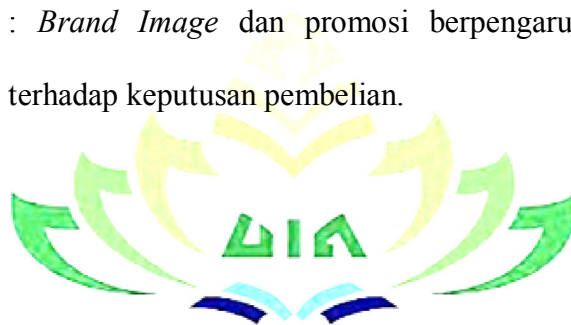 : Brand Image dan promosi berpengaru
terhadap keputusan pembelian.
UIA